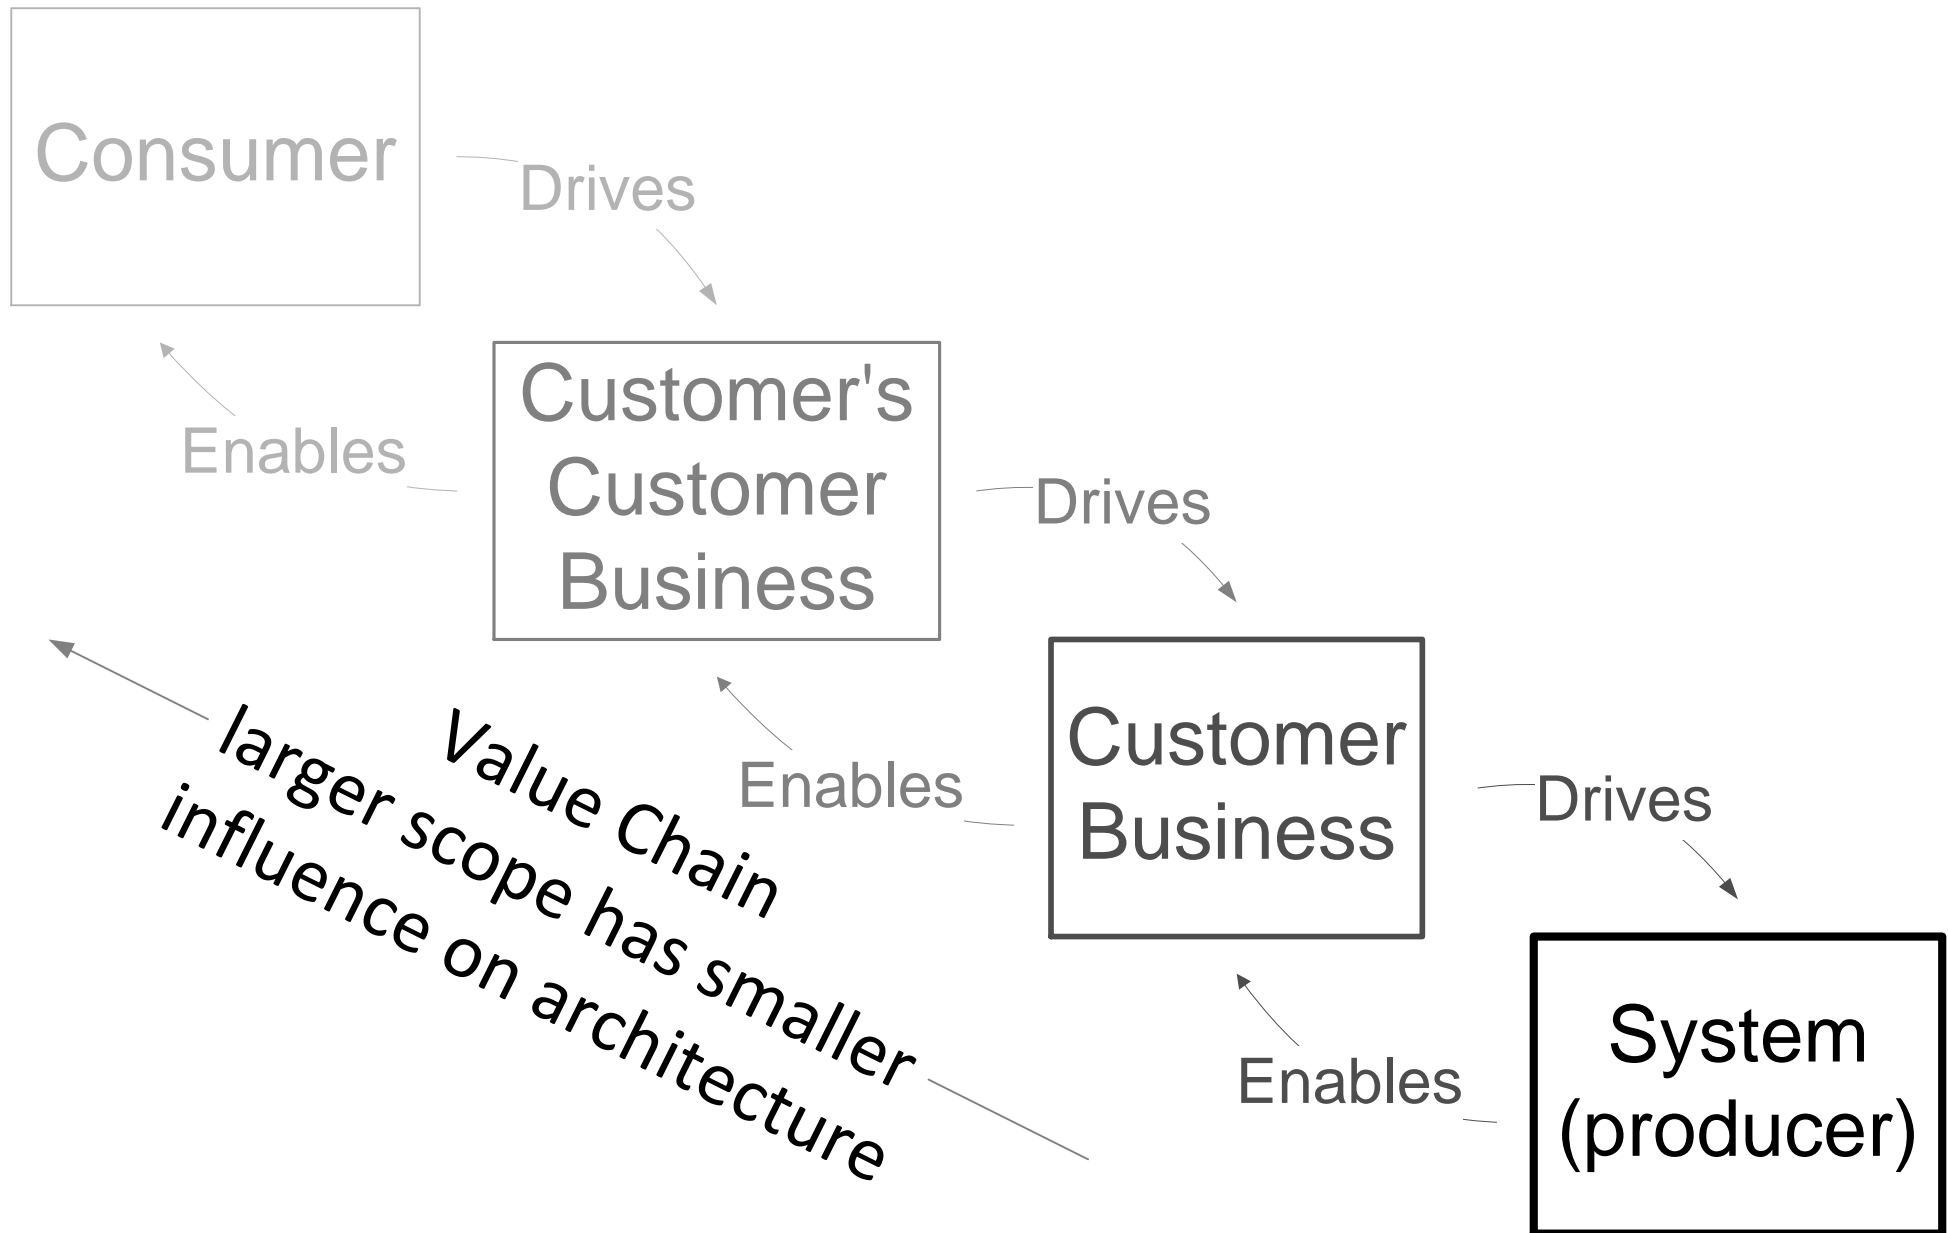 Consumer
Drives
Enables
Customer's
Customer
Business
Drives
Enables
Customer
Business
Drives
Enables
System
(producer)
Value Chain
larger scope has smaller
influence on architecture